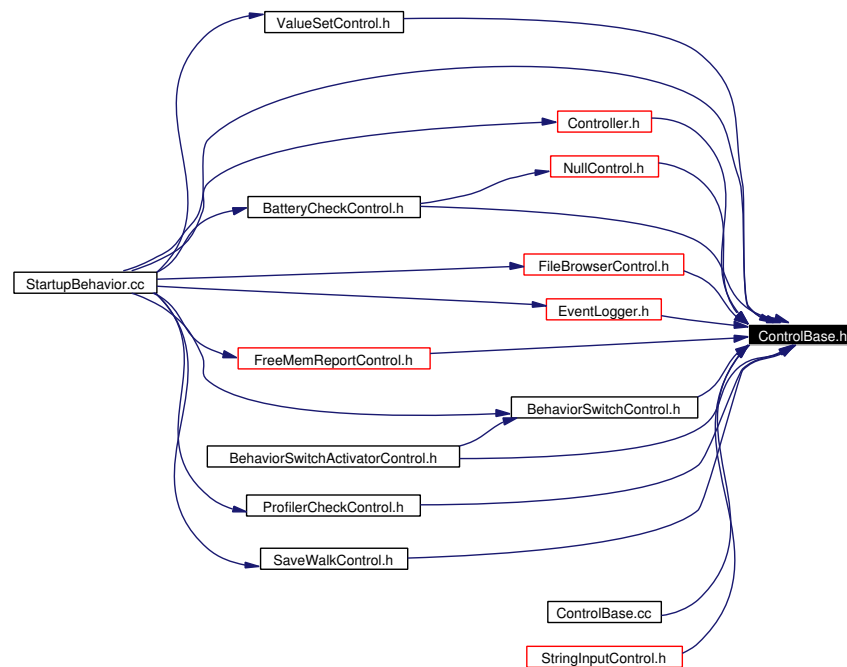 ValueSetControl.h
Controller.h
NullControl.h
BatteryCheckControl.h
FileBrowserControl.h
StartupBehavior.cc
EventLogger.h
ControlBase.h
FreeMemReportControl.h
BehaviorSwitchControl.h
BehaviorSwitchActivatorControl.h
ProfilerCheckControl.h
SaveWalkControl.h
ControlBase.cc
StringInputControl.h